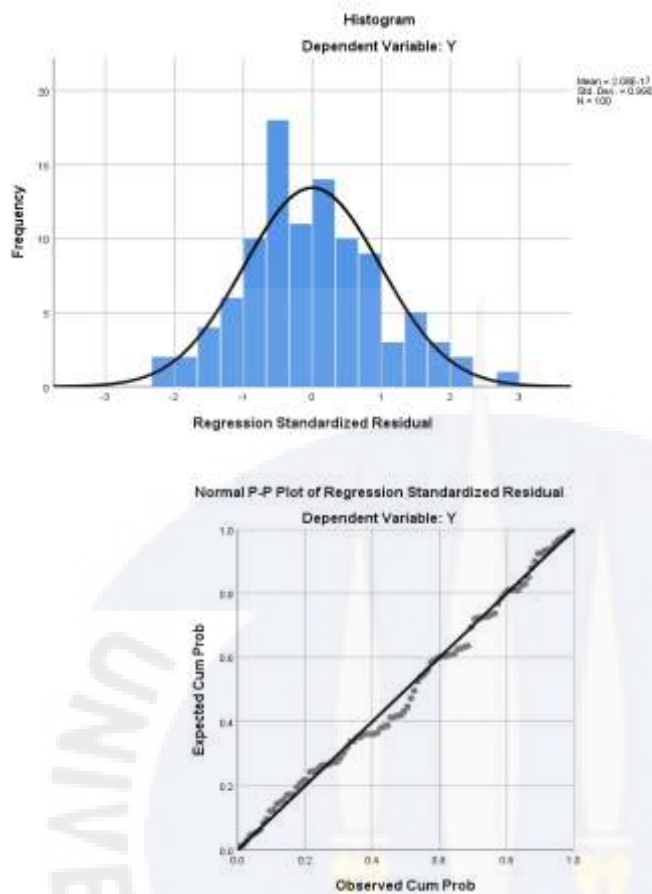 Histogram
Dependent Variable: Y
Mean = 2.08E-17
Std. Dev. = 0.990
N = 100
20
15
10
5
0
Frequency
-3 -2 -1 0 1 2 3
Regression Standardized Residual
Normal P-P Plot of Regression Standardized Residual
Dependent Variable: Y
1.0
0.8
0.6
0.4
0.2
0.0
Expected Cum Prob
0.0 0.2 0.4 0.6 0.8 1.0
Observed Cum Prob
UNIVE